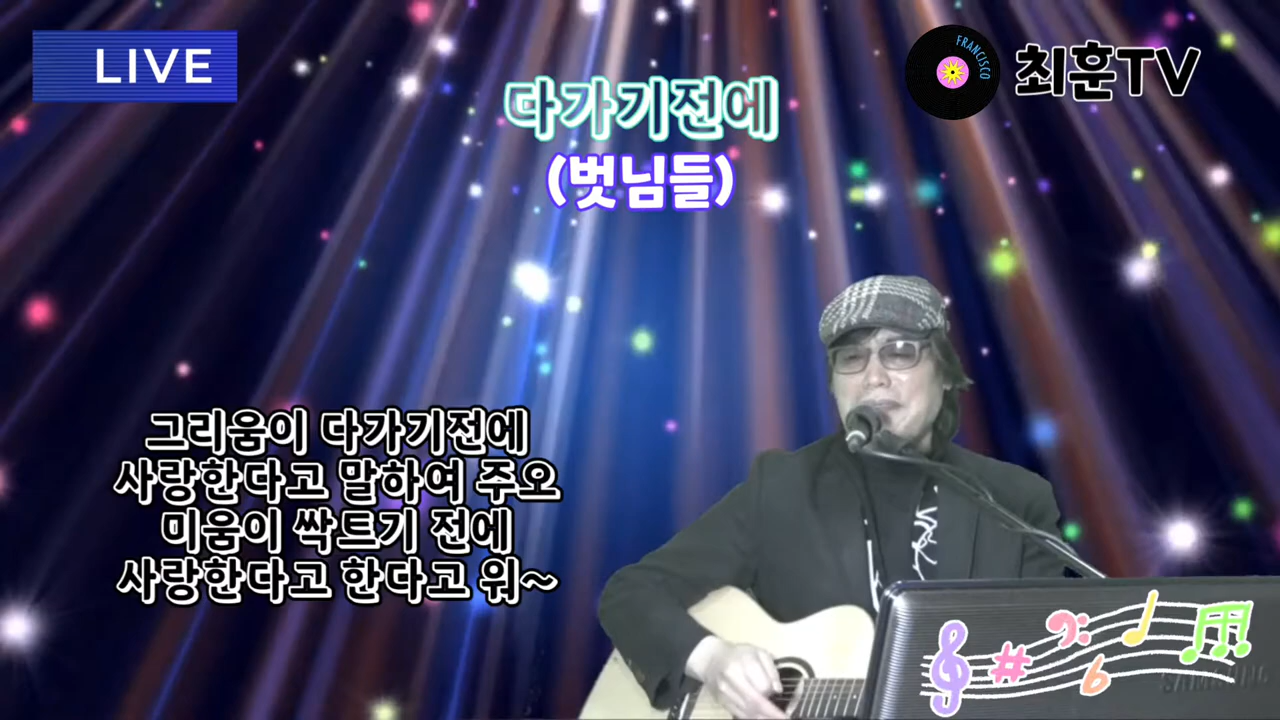 LIVE
FRANCISCO
최훈TV
다가기전에
(벗님들)
그리움이 다가기전에
사랑한다고 말하여 주오
미움이 싹트기 전에
사랑한다고 한다고 워~
SAMSUNG